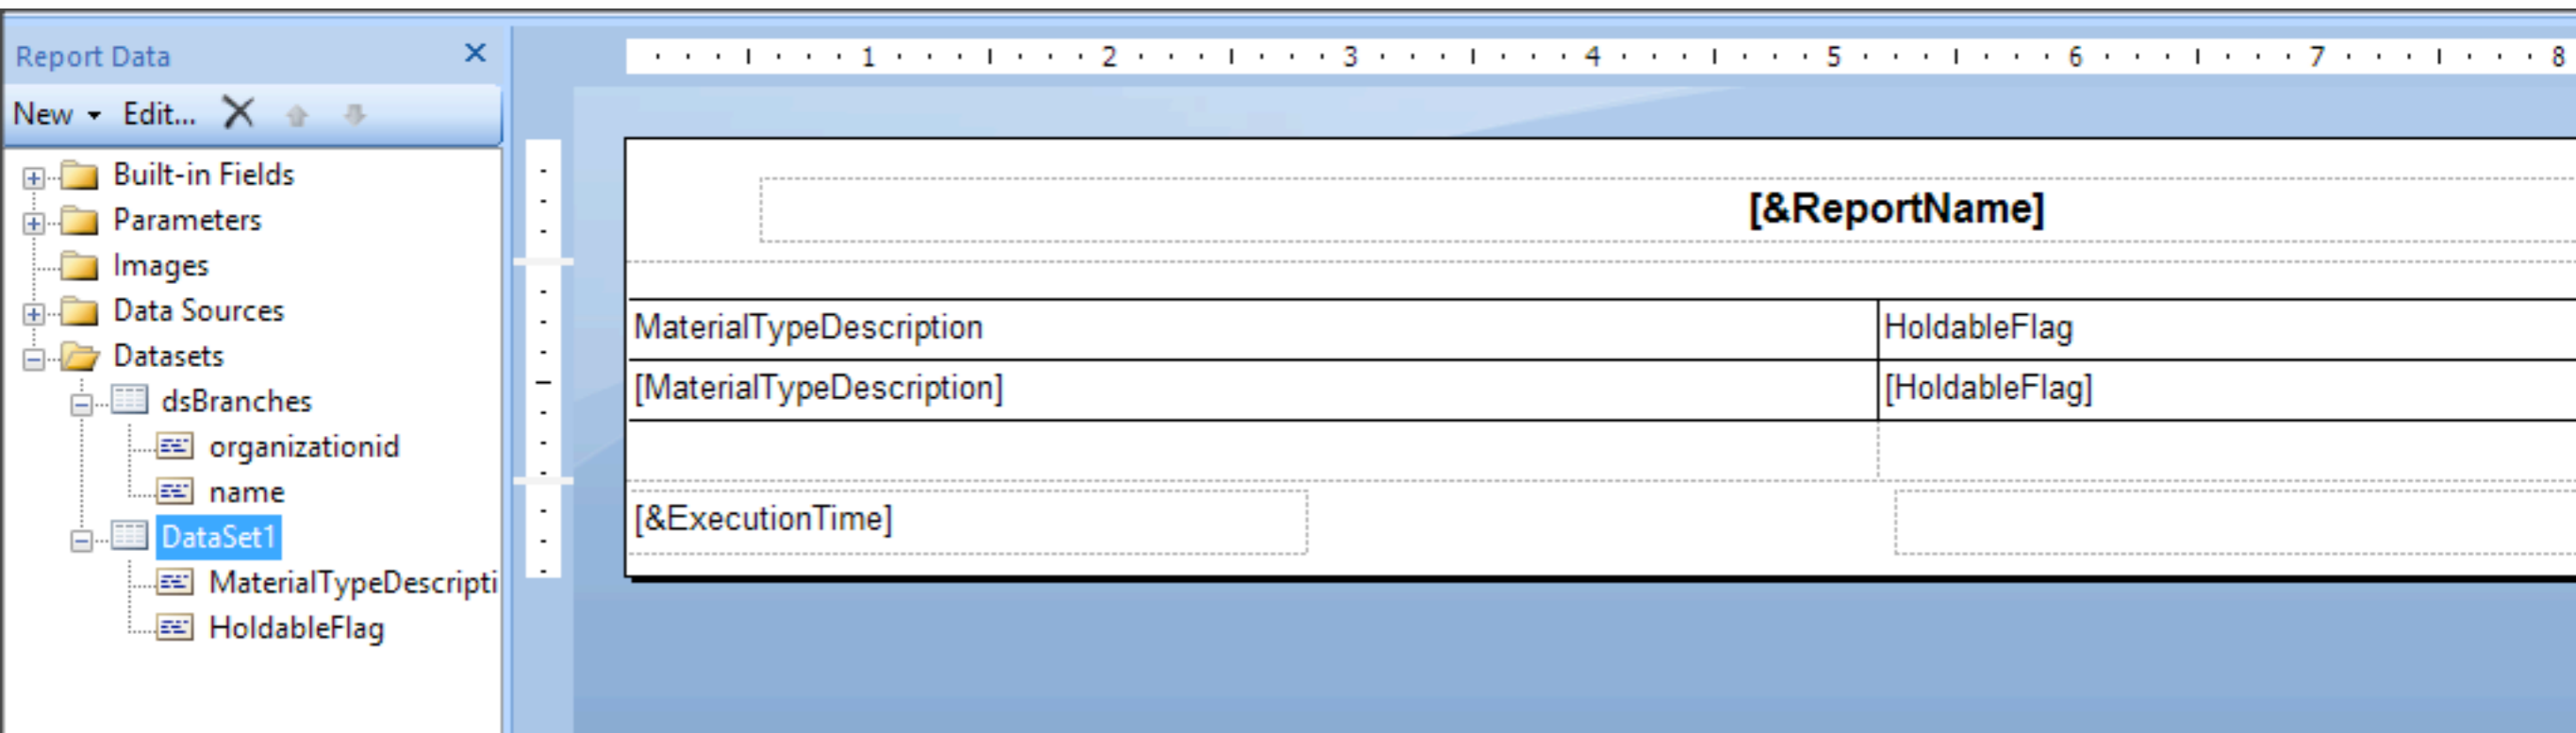 Report Data
New Edit...
Built-in Fields
Parameters
Images
Data Sources
Datasets
dsBranches
organizationid
name
DataSet1
MaterialTypeDescripti
HoldableFlag
1 2 3 4 5 6 7 8
[&ReportName]
MaterialTypeDescription HoldableFlag
[MaterialTypeDescription] [HoldableFlag]
[&ExecutionTime]